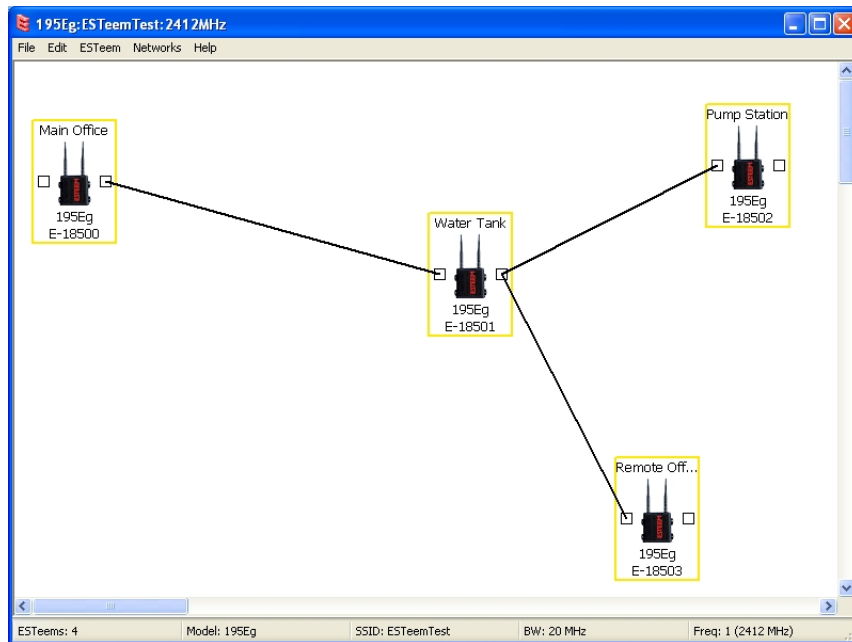 195Eg:ESTeemTest:2412MHz
File Edit ESTeem Networks Help
Main Office
195Eg
E-18500
Pump Station
195Eg
E-18502
Water Tank
195Eg
E-18501
Remote Off...
195Eg
E-18503
ESTeems: 4 Model: 195Eg SSID: ESTeemTest BW: 20 MHz Freq: 1 (2412 MHz)